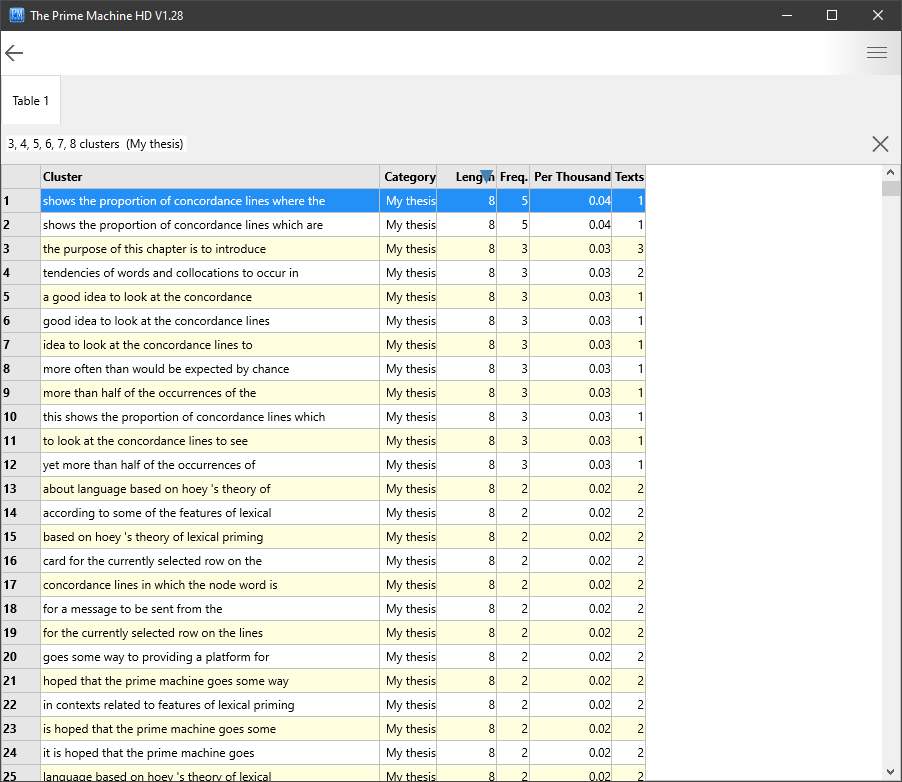 The Prime Machine HD V1.28
Table 1
3, 4, 5, 6, 7, 8 clusters (My thesis)
Cluster Category Length Freq. Per Thousand Texts
1 shows the proportion of concordance lines where the My thesis 8 5 0.04 1
2 shows the proportion of concordance lines which are My thesis 8 5 0.04 1
3 the purpose of this chapter is to introduce My thesis 8 3 0.03 3
4 tendencies of words and collocations to occur in My thesis 8 3 0.03 2
5 a good idea to look at the concordance My thesis 8 3 0.03 1
6 good idea to look at the concordance lines My thesis 8 3 0.03 1
7 idea to look at the concordance lines to My thesis 8 3 0.03 1
8 more often than would be expected by chance My thesis 8 3 0.03 1
9 more than half of the occurrences of the My thesis 8 3 0.03 1
10 this shows the proportion of concordance lines which My thesis 8 3 0.03 1
11 to look at the concordance lines to see My thesis 8 3 0.03 1
12 yet more than half of the occurrences of My thesis 8 3 0.03 1
13 about language based on hoey 's theory of My thesis 8 2 0.02 2
14 according to some of the features of lexical My thesis 8 2 0.02 2
15 based on hoey 's theory of lexical priming My thesis 8 2 0.02 2
16 card for the currently selected row on the My thesis 8 2 0.02 2
17 concordance lines in which the node word is My thesis 8 2 0.02 2
18 for a message to be sent from the My thesis 8 2 0.02 2
19 for the currently selected row on the lines My thesis 8 2 0.02 2
20 goes some way to providing a platform for My thesis 8 2 0.02 2
21 hoped that the prime machine goes some way My thesis 8 2 0.02 2
22 in contexts related to features of lexical priming My thesis 8 2 0.02 2
23 is hoped that the prime machine goes some My thesis 8 2 0.02 2
24 it is hoped that the prime machine goes My thesis 8 2 0.02 2
25 language based on hoey 's theory of lexical My thesis 8 2 0.02 2